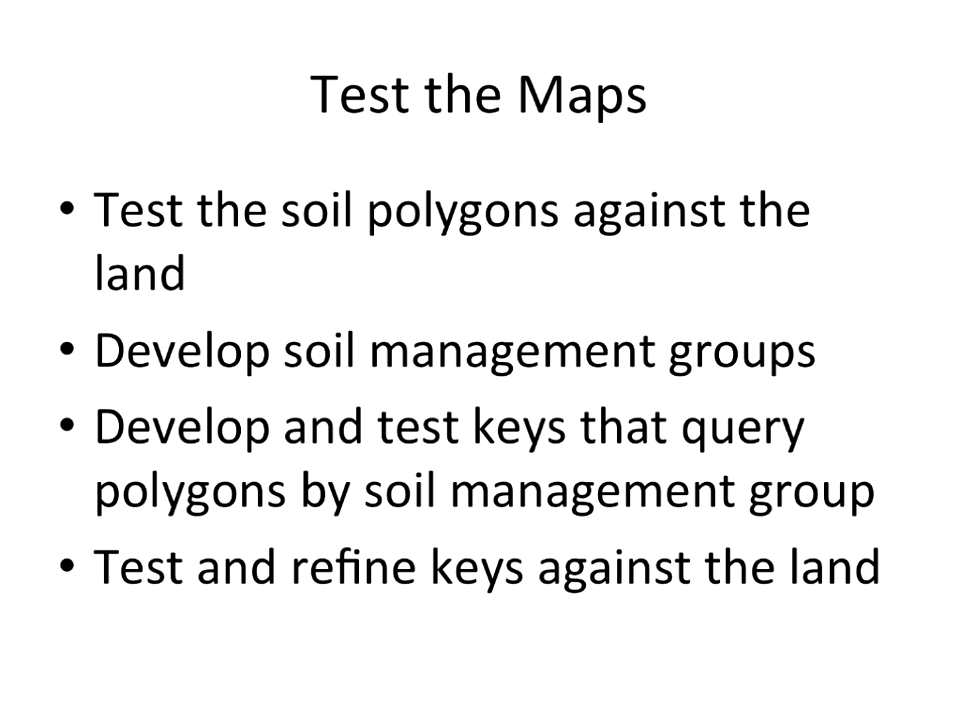 Test the Maps
• Test the soil polygons against the
land
• Develop soil management groups
• Develop and test keys that query
polygons by soil management group
• Test and refine keys against the land